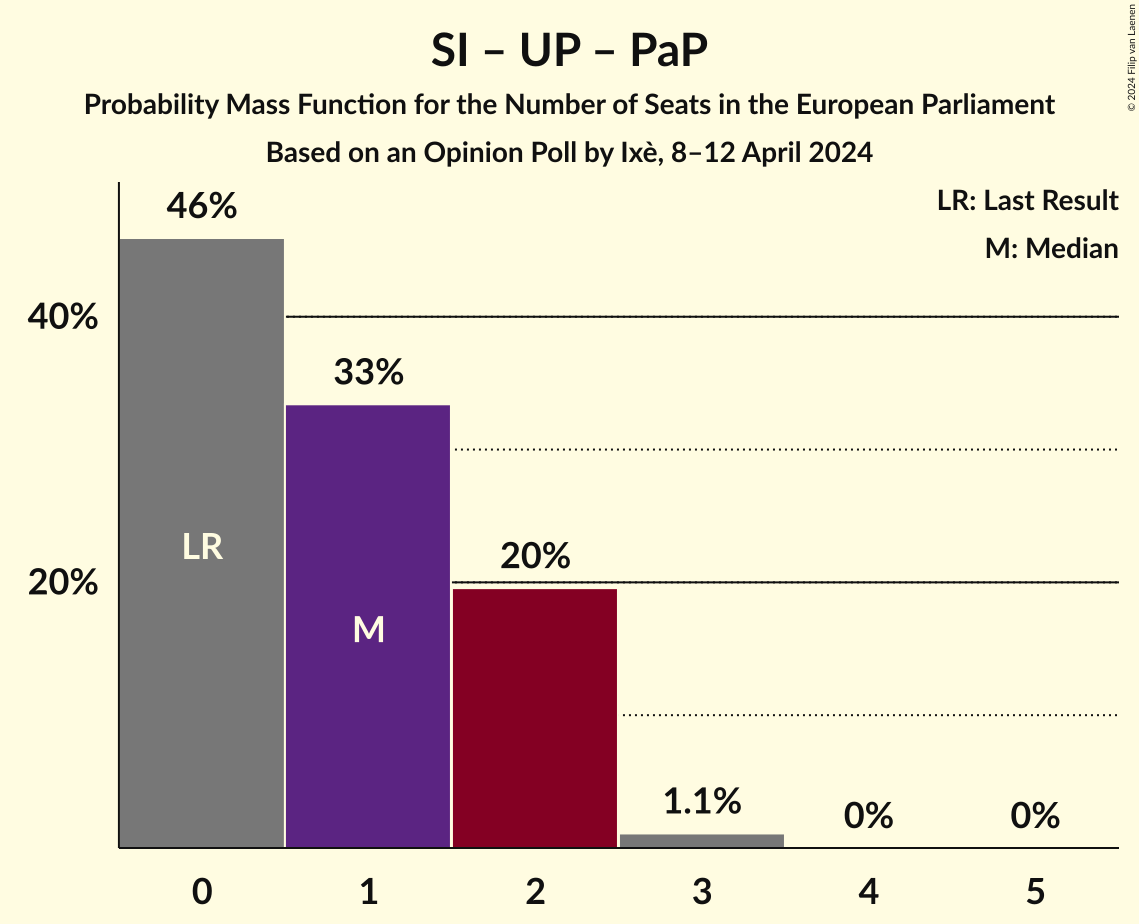 SI – UP – PaP
Probability Mass Function for the Number of Seats in the European Parliament
Based on an Opinion Poll by Ixè, 8–12 April 2024
© 2024 Filip van Laenen
LR: Last Result
M: Median
46%
40%
33%
LR
20%
20%
M
1.1%
0%
0%
0
1
2
3
4
5